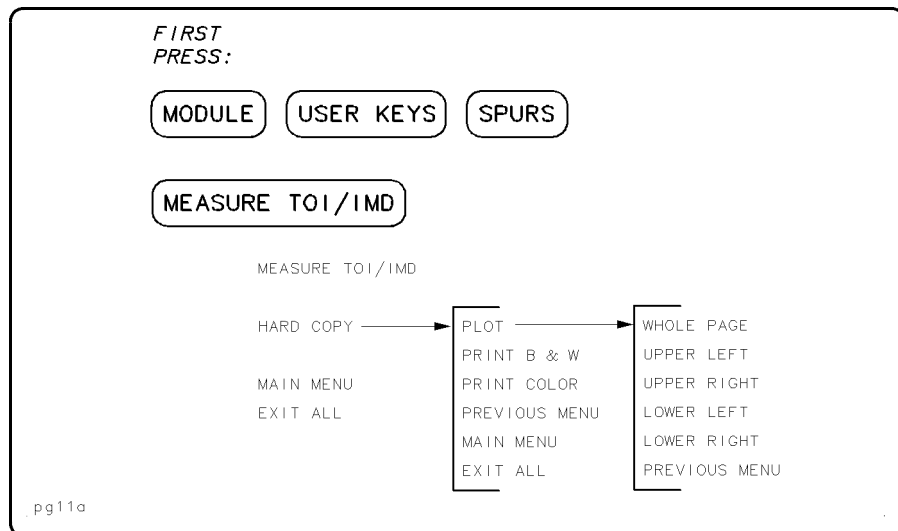 FIRST
PRESS:
MODULE USER KEYS SPURS
MEASURE TOI/IMD
MEASURE TOI/IMD
HARD COPY PLOT WHOLE PAGE
PRINT B & W UPPER LEFT
MAIN MENU PRINT COLOR UPPER RIGHT
EXIT ALL PREVIOUS MENU LOWER LEFT
MAIN MENU LOWER RIGHT
EXIT ALL PREVIOUS MENU
pg11a